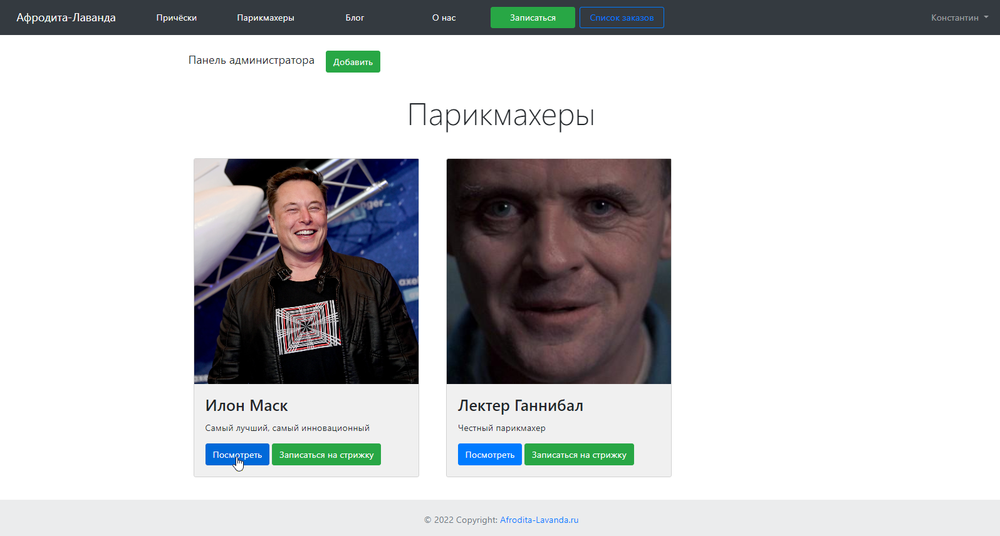 Афродита-Лаванда Причёски Парикмахеры Блог О нас Записаться Список заказов Константин
Панель администратора Добавить
Парикмахеры
Илон Маск
Самый лучший, самый инновационный
Посмотреть Записаться на стрижку
Лектер Ганнибал
Честный парикмахер
Посмотреть Записаться на стрижку
© 2022 Copyright: Afrodita-Lavanda.ru